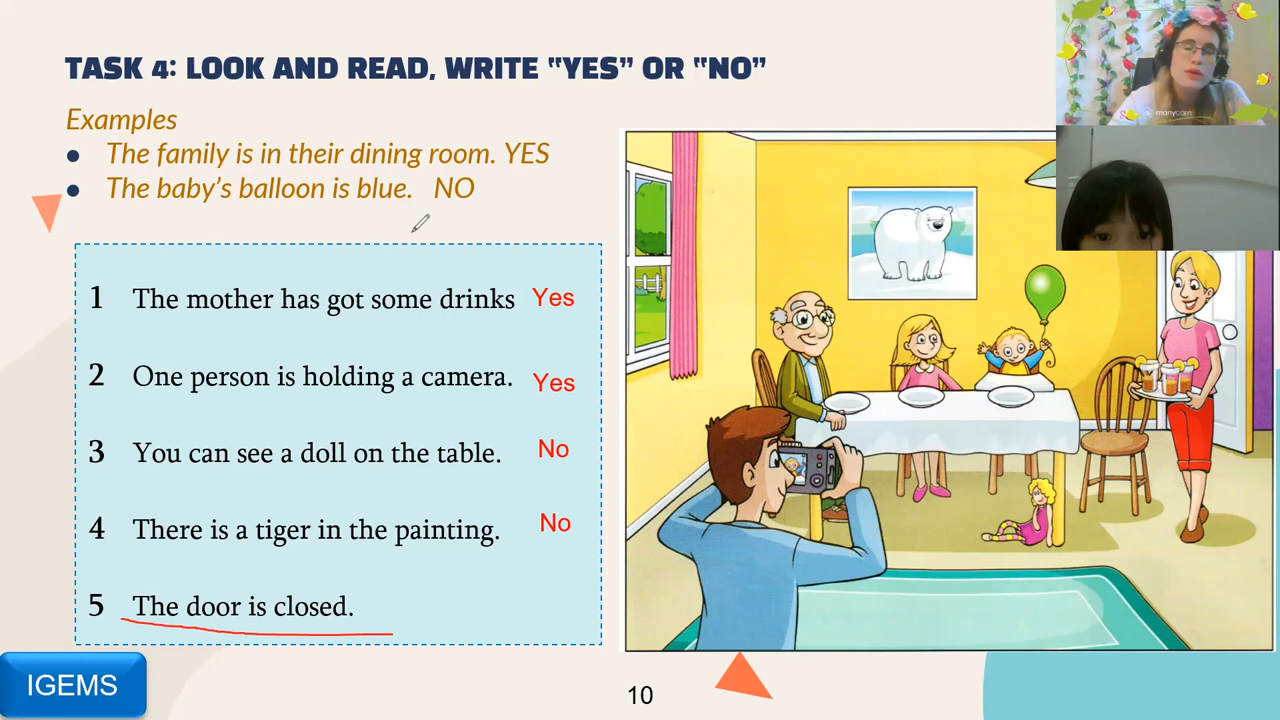 TASK 4: LOOK AND READ. WRITE “YES” OR “NO”
Examples
● The family is in their dining room. YES
● The baby’s balloon is blue. NO
1 The mother has got some drinks Yes
2 One person is holding a camera. Yes
3 You can see a doll on the table. No
4 There is a tiger in the painting. No
5 The door is closed.
IGEMS
10
manycam